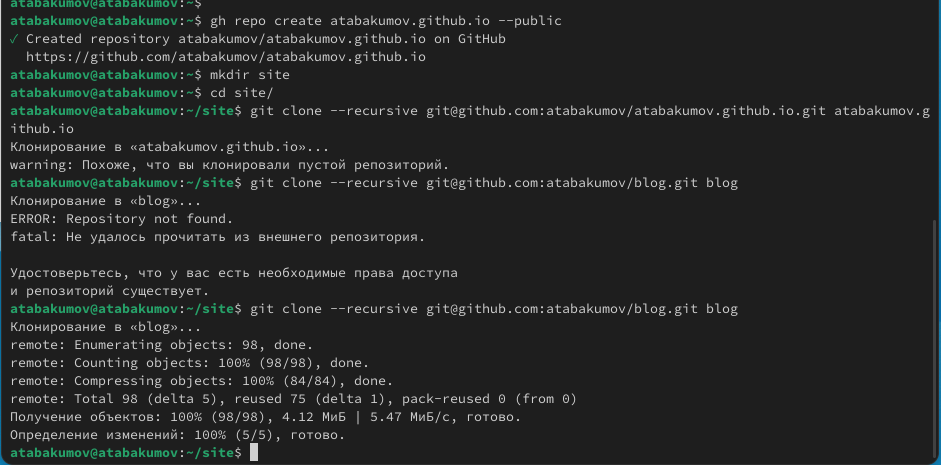 atabakumov@atabakumov:~$
atabakumov@atabakumov:~$ gh repo create atabakumov.github.io --public
✓ Created repository atabakumov/atabakumov.github.io on GitHub
  https://github.com/atabakumov/atabakumov.github.io
atabakumov@atabakumov:~$ mkdir site
atabakumov@atabakumov:~$ cd site/
atabakumov@atabakumov:~/site$ git clone --recursive git@github.com:atabakumov/atabakumov.github.io.git atabakumov.g
ithub.io
Клонирование в «atabakumov.github.io»...
warning: Похоже, что вы клонировали пустой репозиторий.
atabakumov@atabakumov:~/site$ git clone --recursive git@github.com:atabakumov/blog.git blog
Клонирование в «blog»...
ERROR: Repository not found.
fatal: Не удалось прочитать из внешнего репозитория.

Удостоверьтесь, что у вас есть необходимые права доступа
и репозиторий существует.
atabakumov@atabakumov:~/site$ git clone --recursive git@github.com:atabakumov/blog.git blog
Клонирование в «blog»...
remote: Enumerating objects: 98, done.
remote: Counting objects: 100% (98/98), done.
remote: Compressing objects: 100% (84/84), done.
remote: Total 98 (delta 5), reused 75 (delta 1), pack-reused 0 (from 0)
Получение объектов: 100% (98/98), 4.12 МиБ | 5.47 МиБ/с, готово.
Определение изменений: 100% (5/5), готово.
atabakumov@atabakumov:~/site$